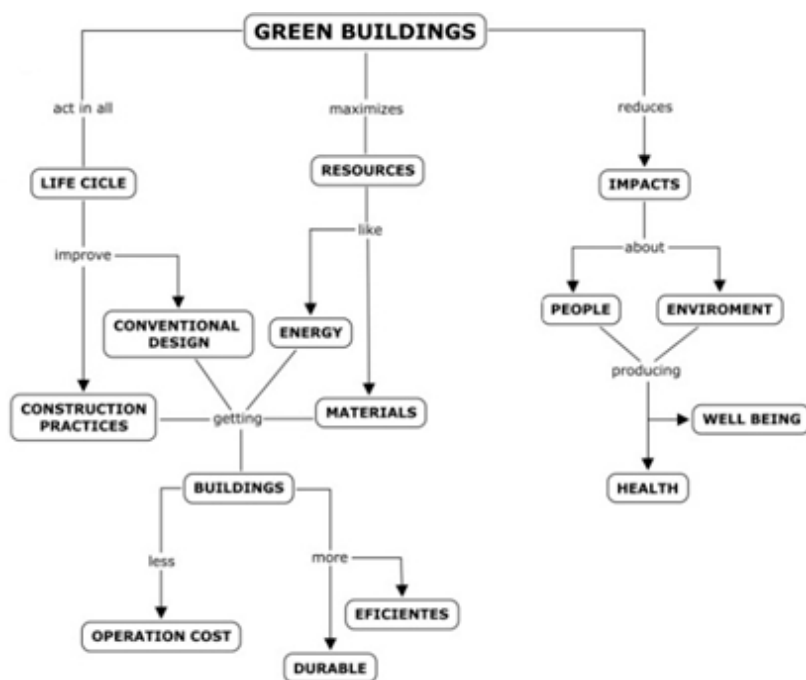 GREEN BUILDINGS
act in all
maximizes
reduces
LIFE CICLE
RESOURCES
IMPACTS
improve
like
about
CONVENTIONAL
DESIGN
ENERGY
PEOPLE
ENVIROMENT
CONSTRUCTION
PRACTICES
getting
MATERIALS
producing
WELL BEING
BUILDINGS
HEALTH
less
more
OPERATION COST
EFICIENTES
DURABLE